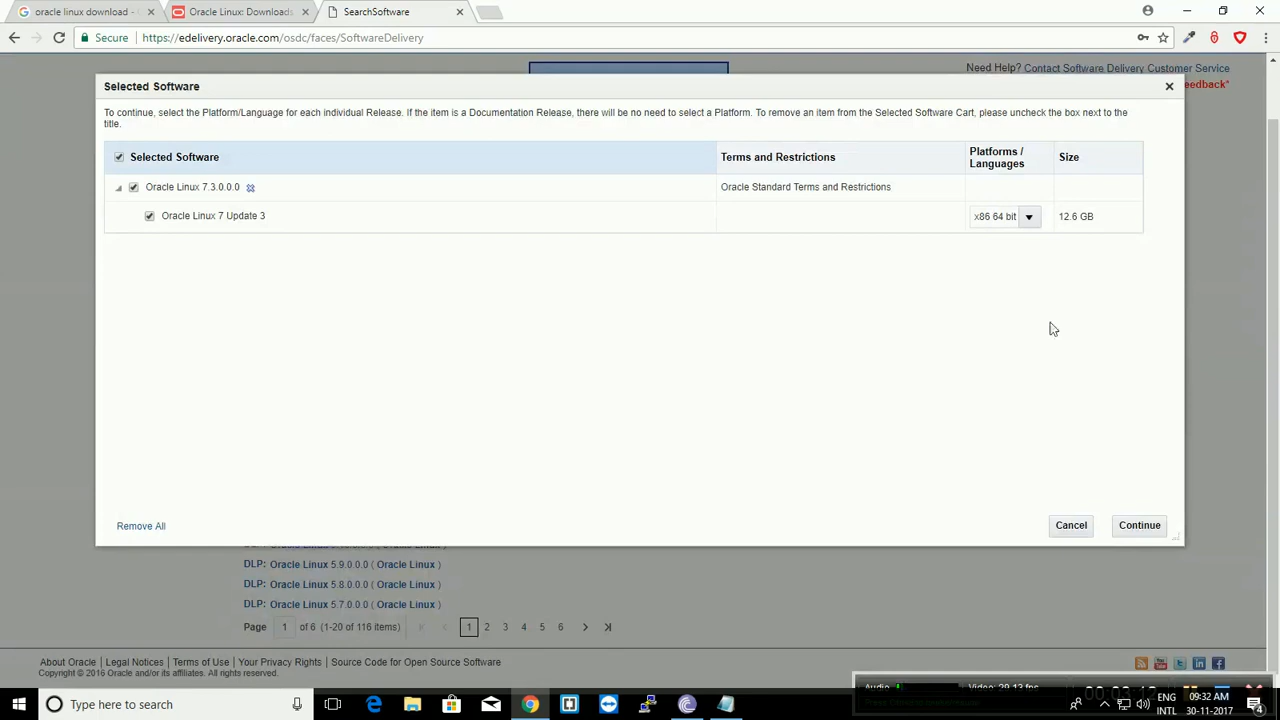 oracle linux download -
Oracle Linux: Downloads
SearchSoftware
Secure
https://edelivery.oracle.com/osdc/faces/SoftwareDelivery
Need Help? Contact Software Delivery Customer Service
eedback*
Selected Software
To continue, select the Platform/Language for each individual Release. If the item is a Documentation Release, there will be no need to select a Platform. To remove an item from the Selected Software Cart, please uncheck the box next to the
title.
Selected Software
Terms and Restrictions
Platforms /
Languages
Size
Oracle Linux 7.3.0.0.0
Oracle Standard Terms and Restrictions
Oracle Linux 7 Update 3
x86 64 bit
12.6 GB
Remove All
Cancel
Continue
DLP: Oracle Linux 5.9.0.0.0 ( Oracle Linux )
DLP: Oracle Linux 5.8.0.0.0 ( Oracle Linux )
DLP: Oracle Linux 5.7.0.0.0 ( Oracle Linux )
Page 1 of 6 (1-20 of 116 items) 1 2 3 4 5 6
About Oracle | Legal Notices | Terms of Use | Your Privacy Rights | Source Code for Open Source Software
Copyright © 2016 Oracle and/or its affiliates. All rights reserved.
Audio
Video: 29.13 fps
Type here to search
ENG
INTL
09:32 AM
30-11-2017